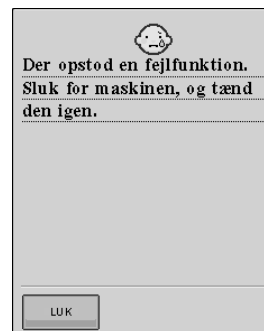 Der opstod en fejlfunktion.
Sluk for maskinen, og tænd
den igen.
LUK